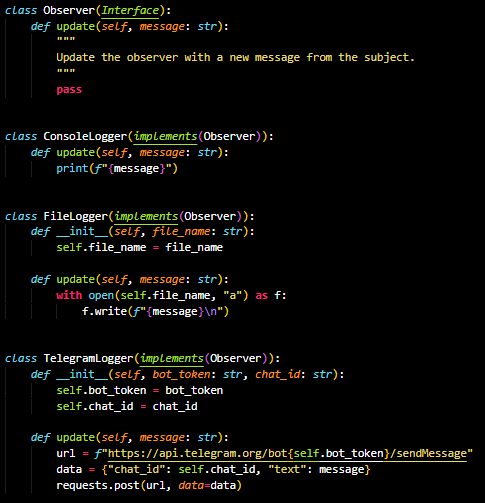 class Observer(Interface):
    def update(self, message: str):
        """
        Update the observer with a new message from the subject.
        """
        pass
class ConsoleLogger(implements(Observer)):
    def update(self, message: str):
        print(f"{message}")
class FileLogger(implements(Observer)):
    def __init__(self, file_name: str):
        self.file_name = file_name
    def update(self, message: str):
        with open(self.file_name, "a") as f:
            f.write(f"{message}\n")
class TelegramLogger(implements(Observer)):
    def __init__(self, bot_token: str, chat_id: str):
        self.bot_token = bot_token
        self.chat_id = chat_id
    def update(self, message: str):
        url = f"https://api.telegram.org/bot{self.bot_token}/sendMessage"
        data = {"chat_id": self.chat_id, "text": message}
        requests.post(url, data=data)